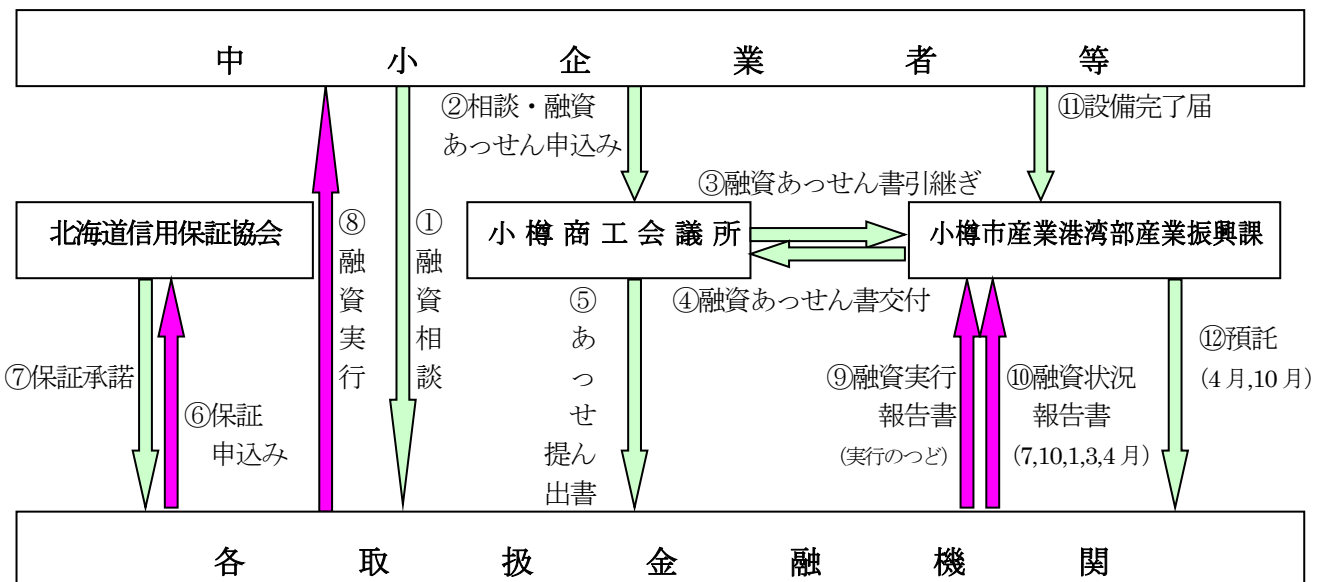 中小企業者等
②相談・融資
あっせん申込み
⑪設備完了届
③融資あっせん書引継ぎ
北海道信用保証協会
⑧融資実行
①融資相談
小樽商工会議所
小樽市産業港湾部産業振興課
④融資あっせん書交付
⑤あっせん書
提出
⑦保証承諾
⑥保証
申込み
⑨融資実行
報告書
(実行のつど)
⑩融資状況
報告書
(7,10,1,3,4月)
⑫預託
(4月,10月)
各取扱金融機関